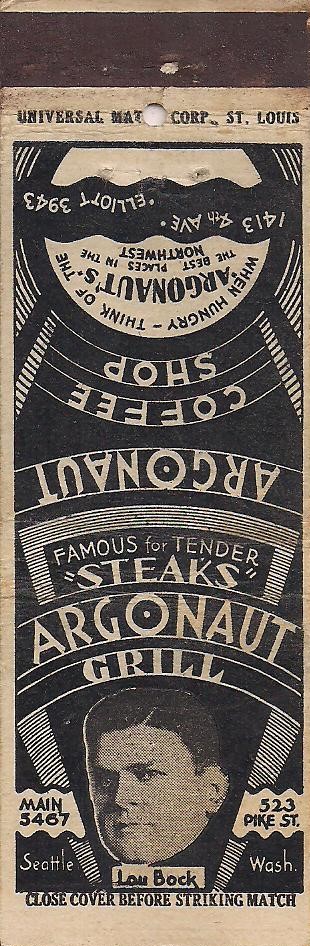 UNIVERSAL MAT CORP., ST. LOUIS
1413 4th AVE • ELLIOTT 3943
WHEN HUNGRY - THINK OF THE
"ARGONAUT'S"
THE BEST PLACES IN THE
NORTHWEST
ARGONAUT
COFFEE
SHOP
FAMOUS for TENDER
"STEAKS"
ARGONAUT
GRILL
MAIN
5467
523
PIKE ST.
Seattle
Wash.
Lou Bock
CLOSE COVER BEFORE STRIKING MATCH